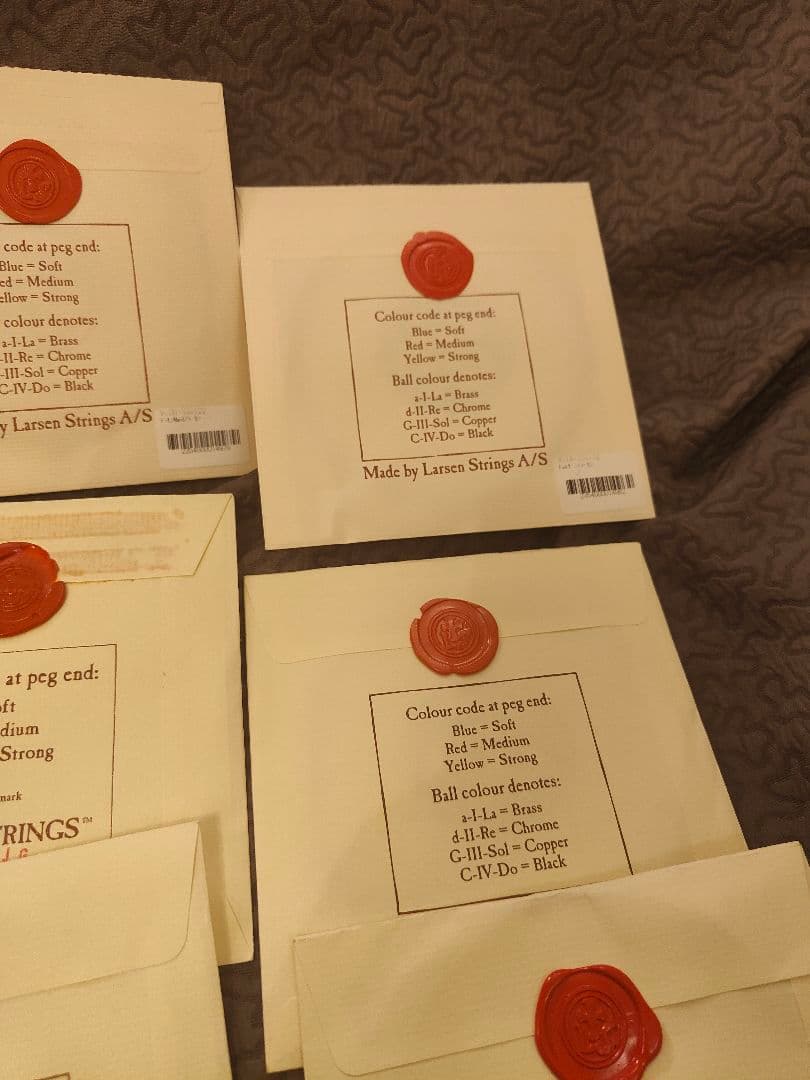 code at peg end:
Blue = Soft
ed = Medium
ellow = Strong
colour denotes:
a-I-La = Brass
-II-Re = Chrome
-III-Sol = Copper
C-IV-Do = Black
y Larsen Strings A/S
Colour code at peg end:
Blue = Soft
Red = Medium
Yellow = Strong
Ball colour denotes:
a-I-La = Brass
d-II-Re = Chrome
G-III-Sol = Copper
C-IV-Do = Black
Made by Larsen Strings A/S
at peg end:
oft
dium
Strong
mark
RINGS™
Colour code at peg end:
Blue = Soft
Red = Medium
Yellow = Strong
Ball colour denotes:
a-I-La = Brass
d-II-Re = Chrome
G-III-Sol = Copper
C-IV-Do = Black